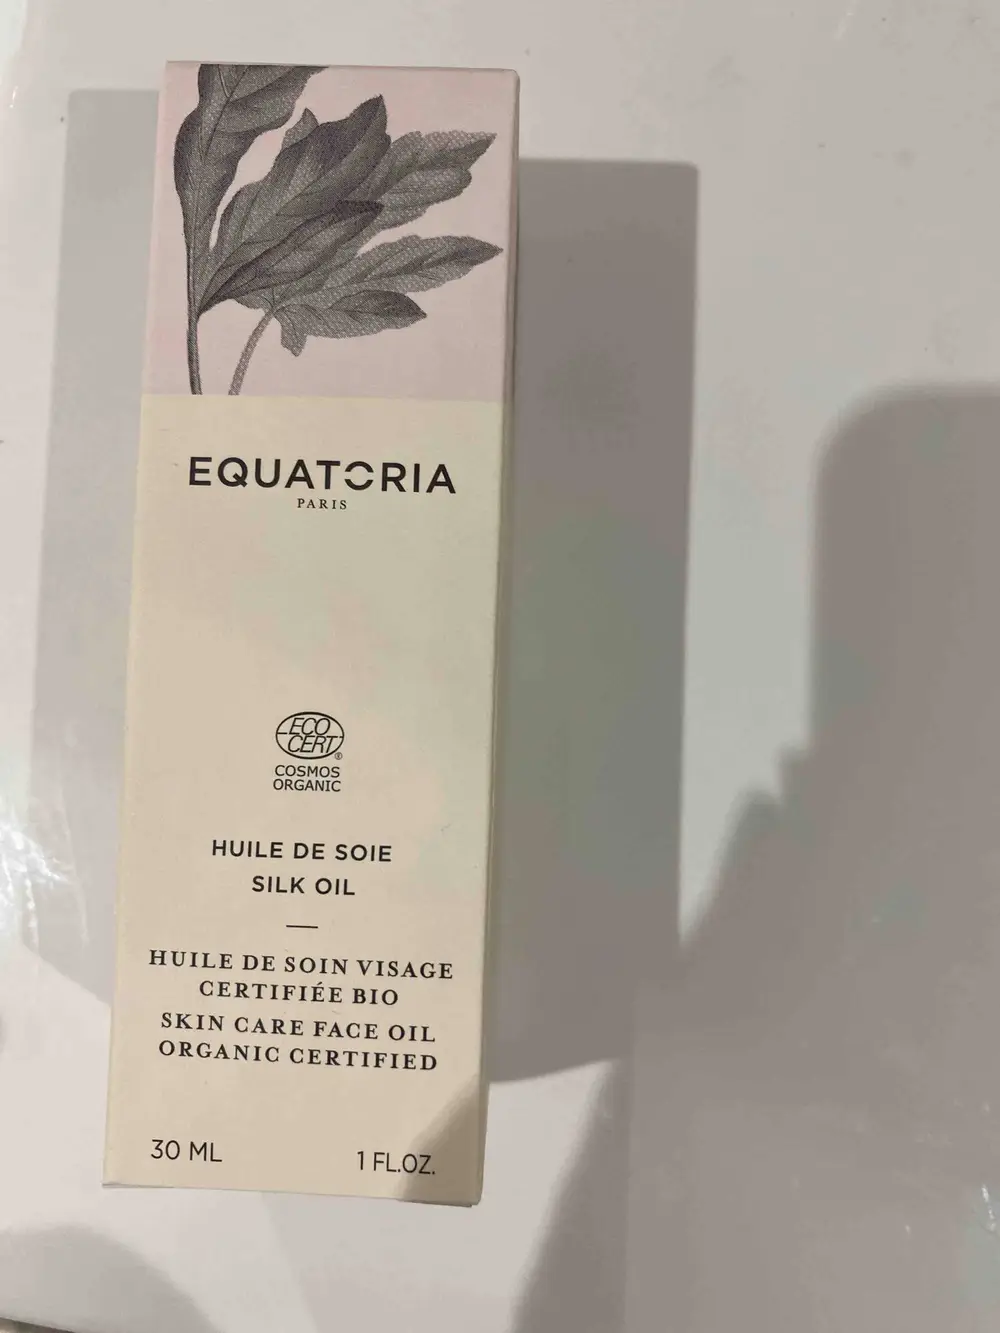 EQUATORIA
PARIS
ECO
CERT
®
COSMOS
ORGANIC
HUILE DE SOIE
SILK OIL
HUILE DE SOIN VISAGE
CERTIFIÉE BIO
SKIN CARE FACE OIL
ORGANIC CERTIFIED
30 ML 1 FL.OZ.